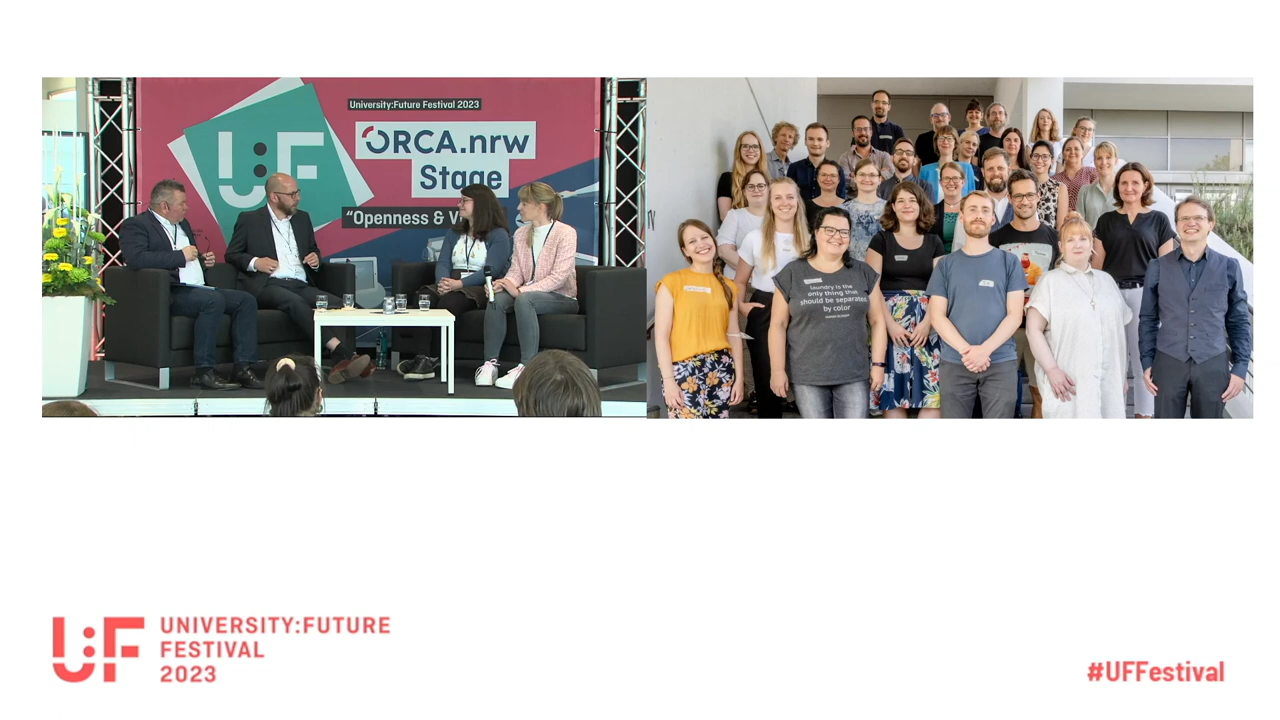 University:Future Festival 2023
U:F
ORCA.nrw
Stage
"Openness &
laundry is the
only thing that
should be separated
by color
U:F
UNIVERSITY:FUTURE
FESTIVAL
2023
#UFFestival